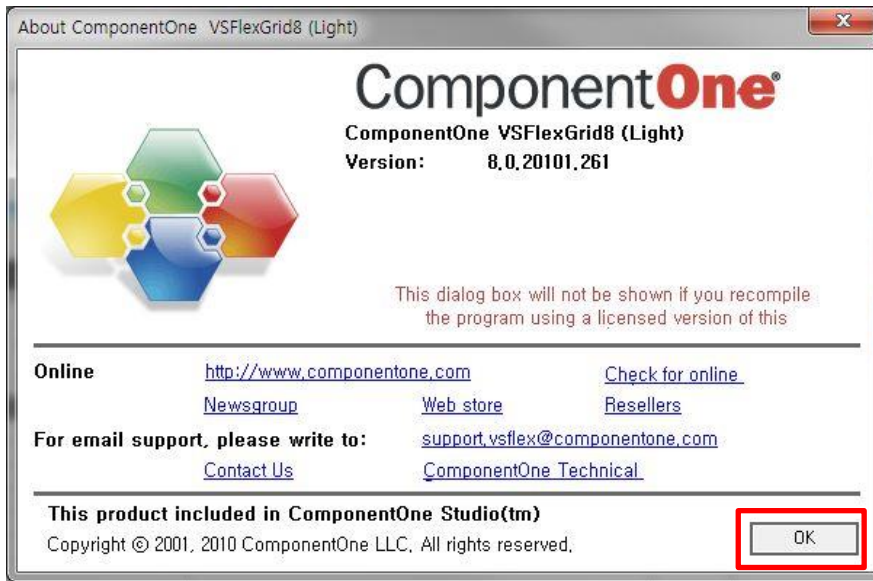 About ComponentOne VSFlexGrid8 (Light)
ComponentOne®
ComponentOne VSFlexGrid8 (Light)
Version: 8,0,20101,261
This dialog box will not be shown if you recompile
the program using a licensed version of this
Online http://www,componentone,com Check for online
Newsgroup Web store Resellers
For email support, please write to: support,vsflex@componentone,com
Contact Us ComponentOne Technical
This product included in ComponentOne Studio(tm)
Copyright © 2001, 2010 ComponentOne LLC, All rights reserved,
OK